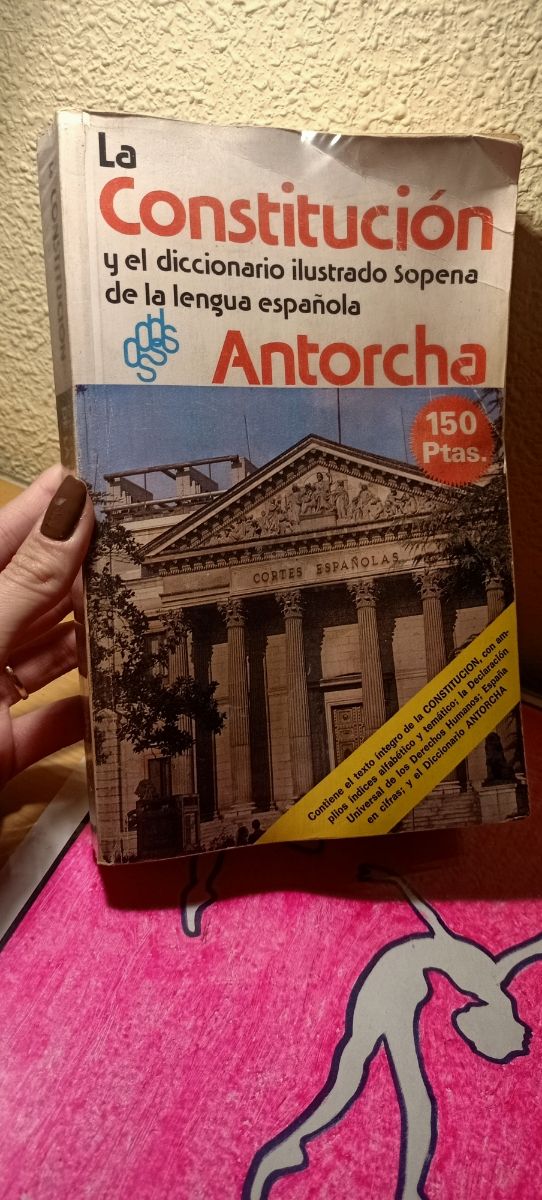 La
Constitución
y el diccionario ilustrado Sopena
de la lengua española
Antorcha
150
Ptas.
CORTES ESPAÑOLAS
Contiene el texto íntegro de la CONSTITUCION, con am-
plios índices alfabético y temático; la Declaración
Universal de los Derechos Humanos; España
en cifras; y el Diccionario ANTORCHA
LA CONSTITUCION